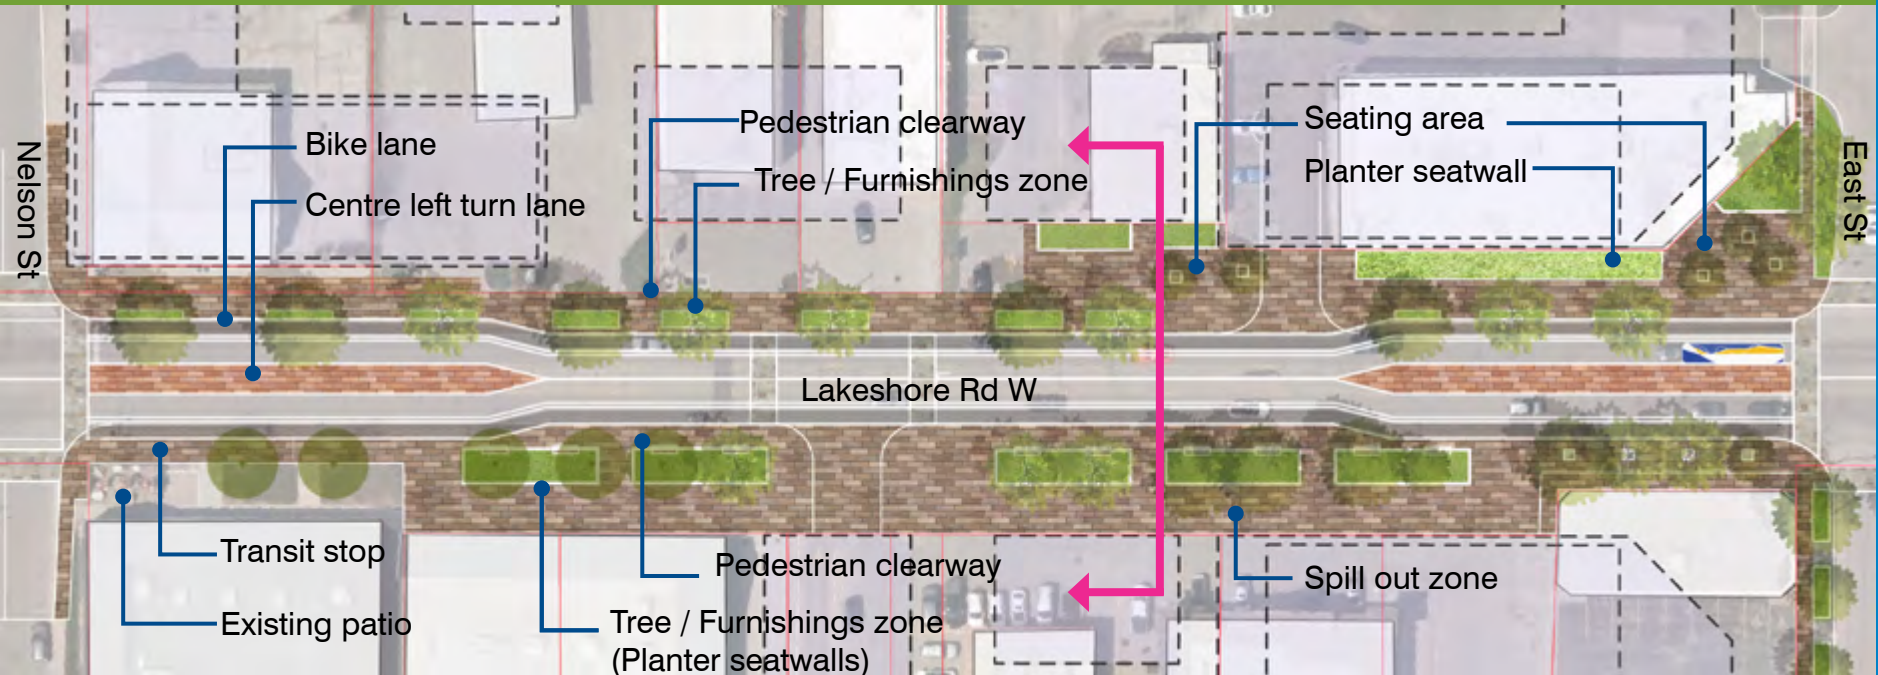 Bike lane
Centre left turn lane
Pedestrian clearway
Tree / Furnishings zone
Seating area
Planter seatwall
Nelson St
East St
Lakeshore Rd W
Transit stop
Existing patio
Pedestrian clearway
Tree / Furnishings zone
(Planter seatwalls)
Spill out zone